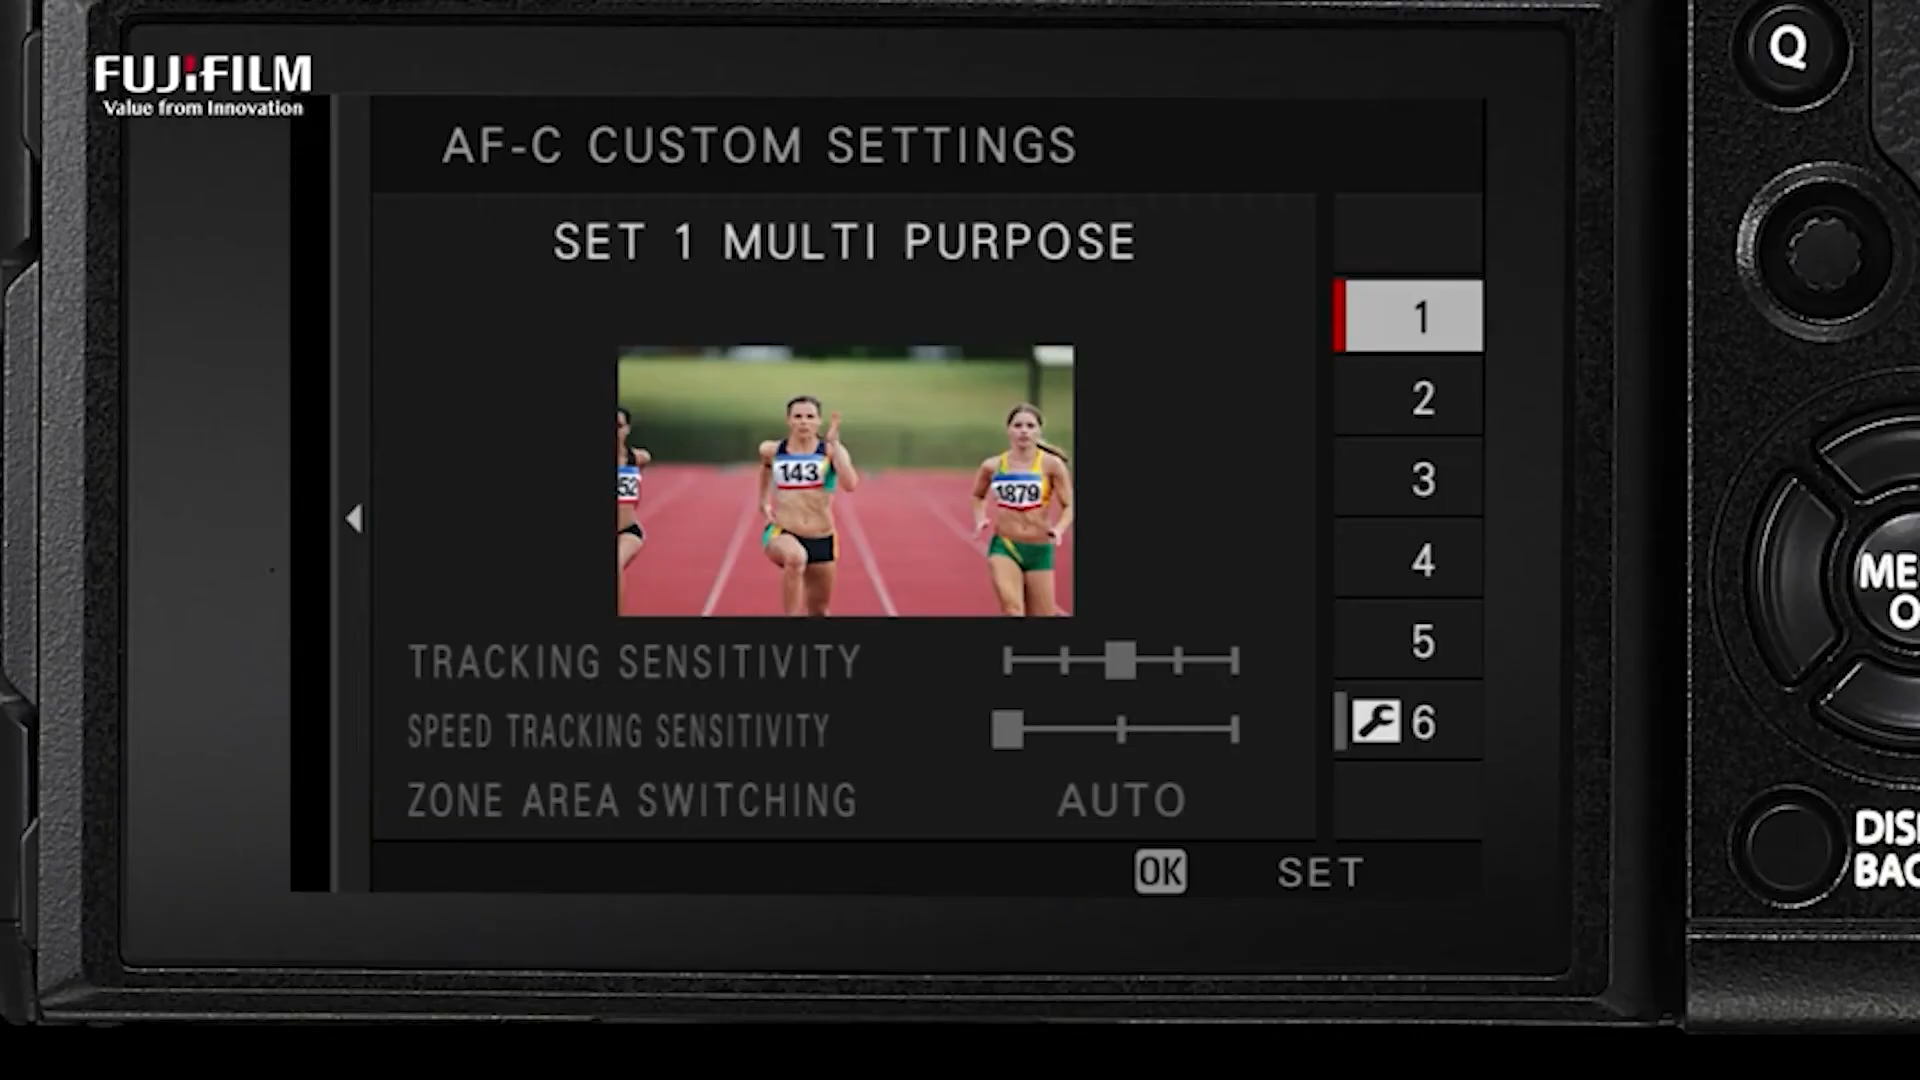 FUJIFILM
Value from Innovation
Q
AF-C CUSTOM SETTINGS
SET 1 MULTI PURPOSE
1
2
3
4
5
6
52
143
1879
TRACKING SENSITIVITY
SPEED TRACKING SENSITIVITY
ZONE AREA SWITCHING AUTO
OK SET